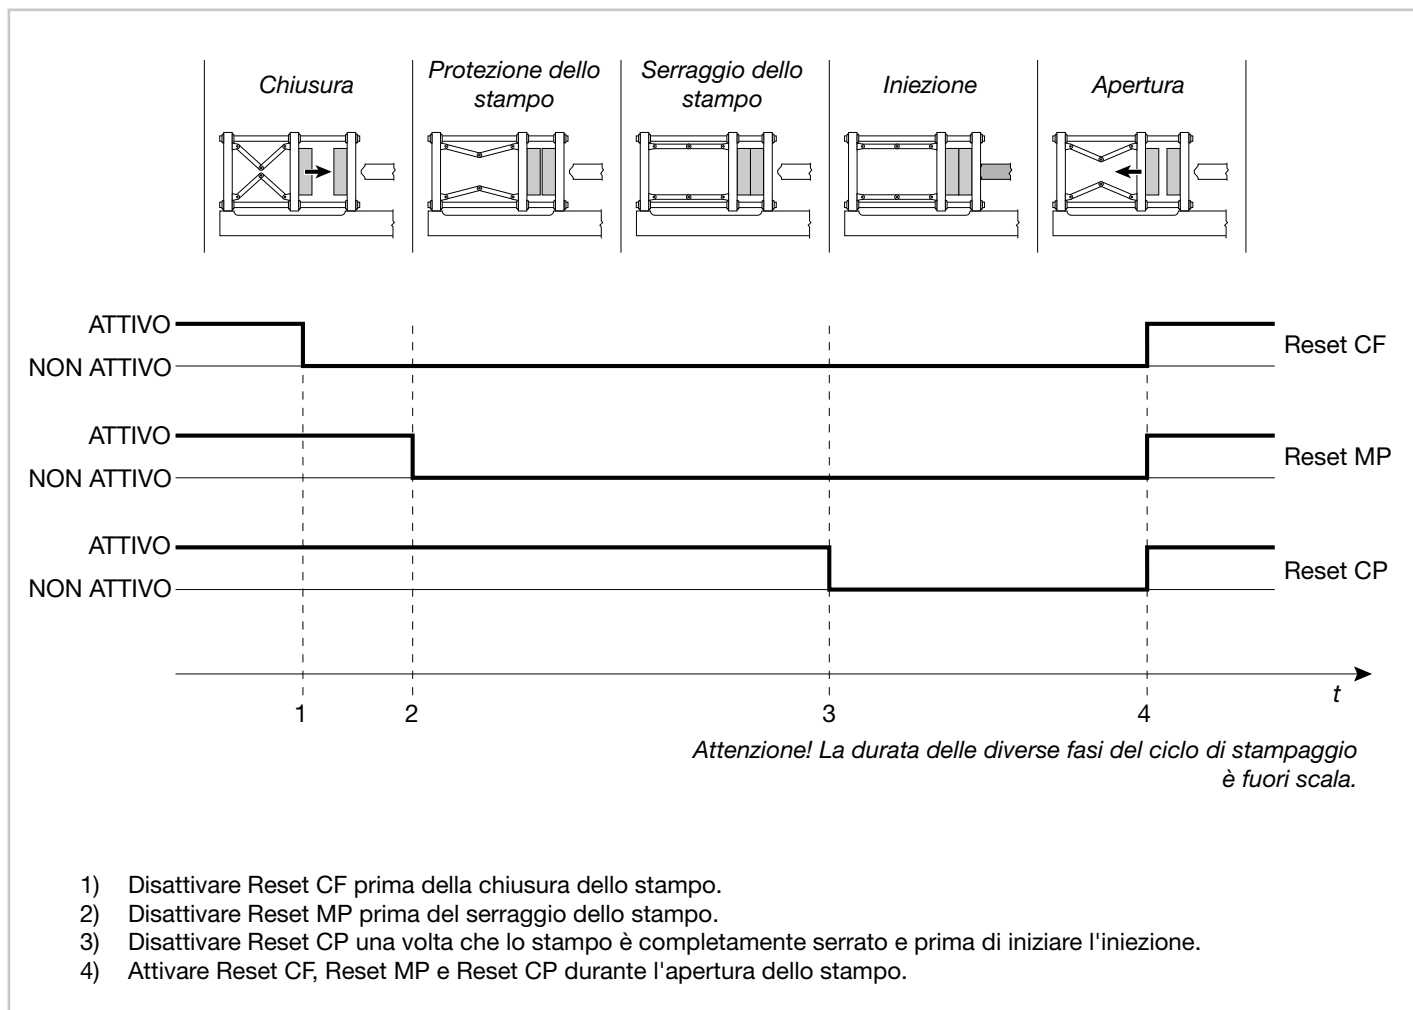 Chiusura
Protezione dello
stampo
Serraggio dello
stampo
Iniezione
Apertura
ATTIVO
NON ATTIVO
Reset CF
ATTIVO
NON ATTIVO
Reset MP
ATTIVO
NON ATTIVO
Reset CP
t
1 2 3 4
Attenzione! La durata delle diverse fasi del ciclo di stampaggio
è fuori scala.
1) Disattivare Reset CF prima della chiusura dello stampo.
2) Disattivare Reset MP prima del serraggio dello stampo.
3) Disattivare Reset CP una volta che lo stampo è completamente serrato e prima di iniziare l'iniezione.
4) Attivare Reset CF, Reset MP e Reset CP durante l'apertura dello stampo.